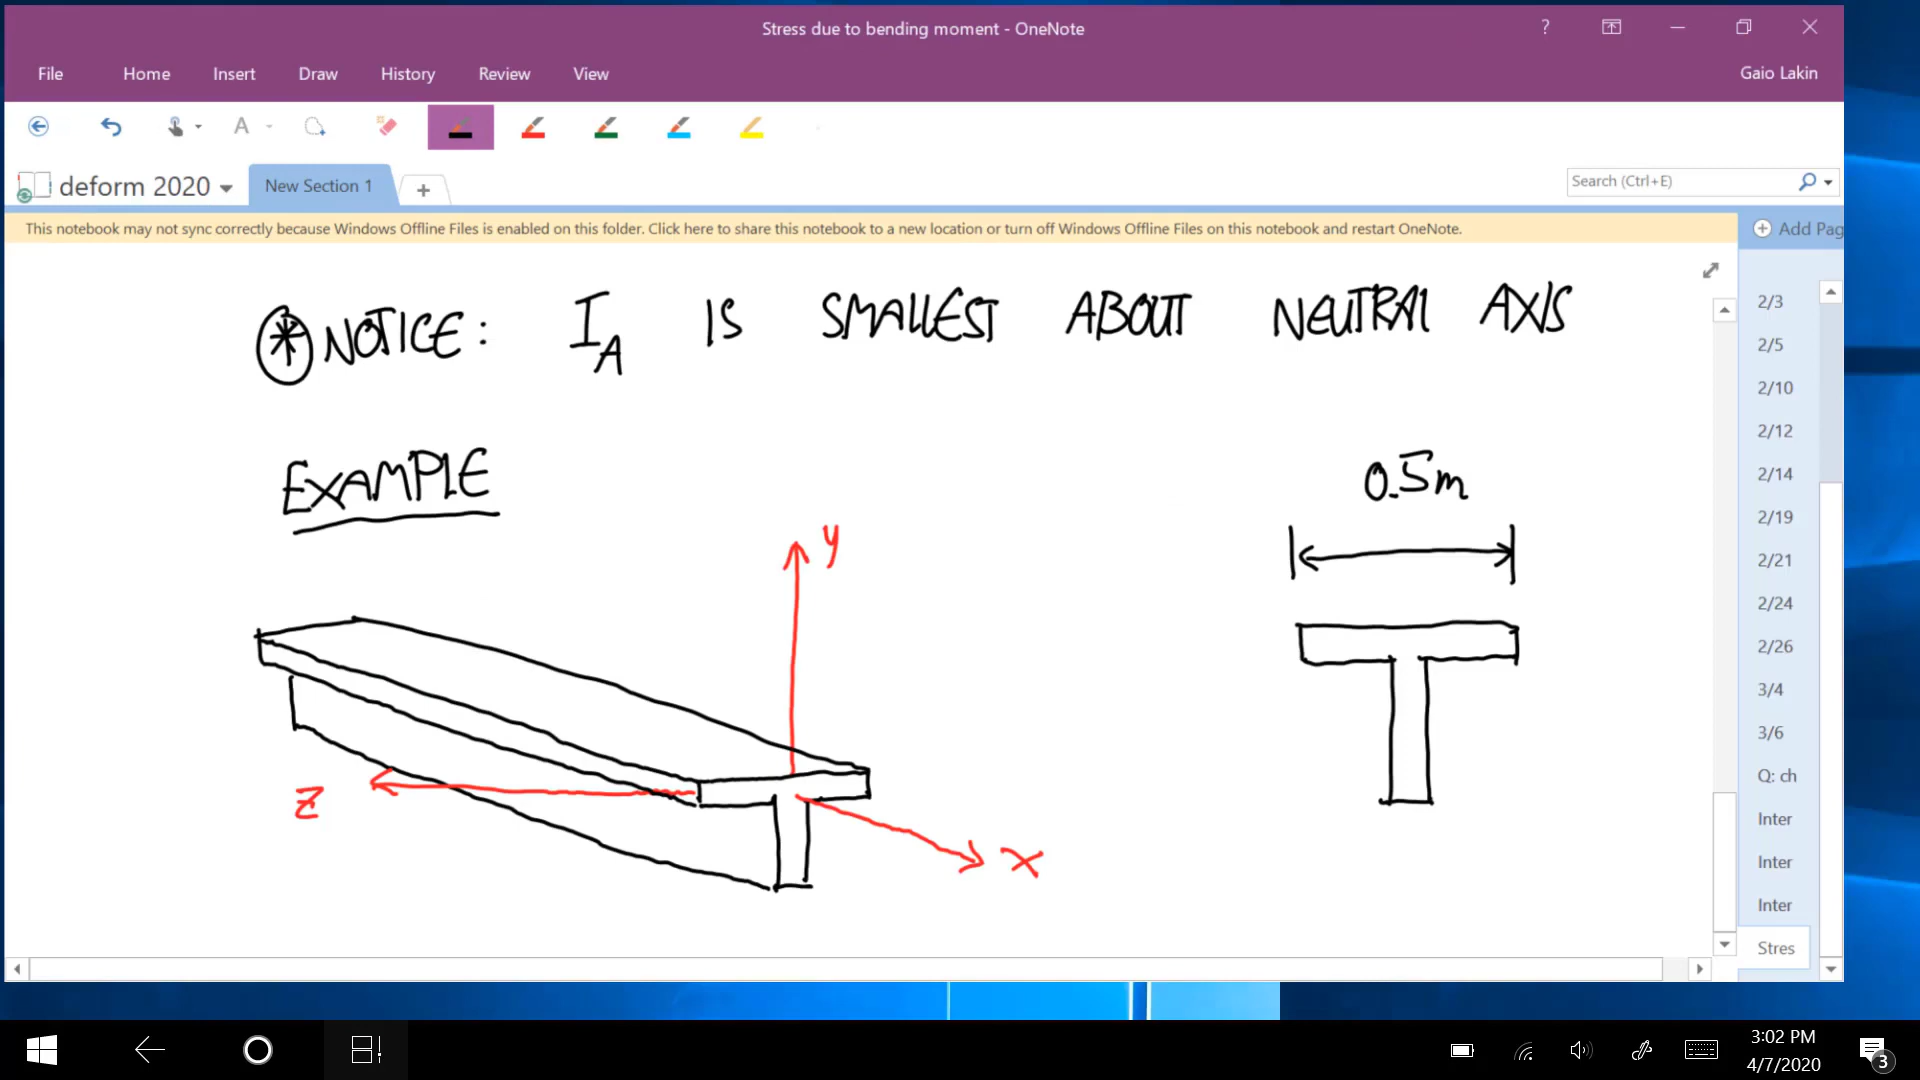 Stress due to bending moment - OneNote
?
File Home Insert Draw History Review View
Gaio Lakin
A
deform 2020
New Section 1
+
Search (Ctrl+E)
This notebook may not sync correctly because Windows Offline Files is enabled on this folder. Click here to share this notebook to a new location or turn off Windows Offline Files on this notebook and restart OneNote.
Add Pag
* NOTICE: I_A IS SMALLEST ABOUT NEUTRAL AXIS
EXAMPLE
0.5m
y
z
x
2/3
2/5
2/10
2/12
2/14
2/19
2/21
2/24
2/26
3/4
3/6
Q: ch
Inter
Inter
Inter
Stres
3:02 PM
4/7/2020
3